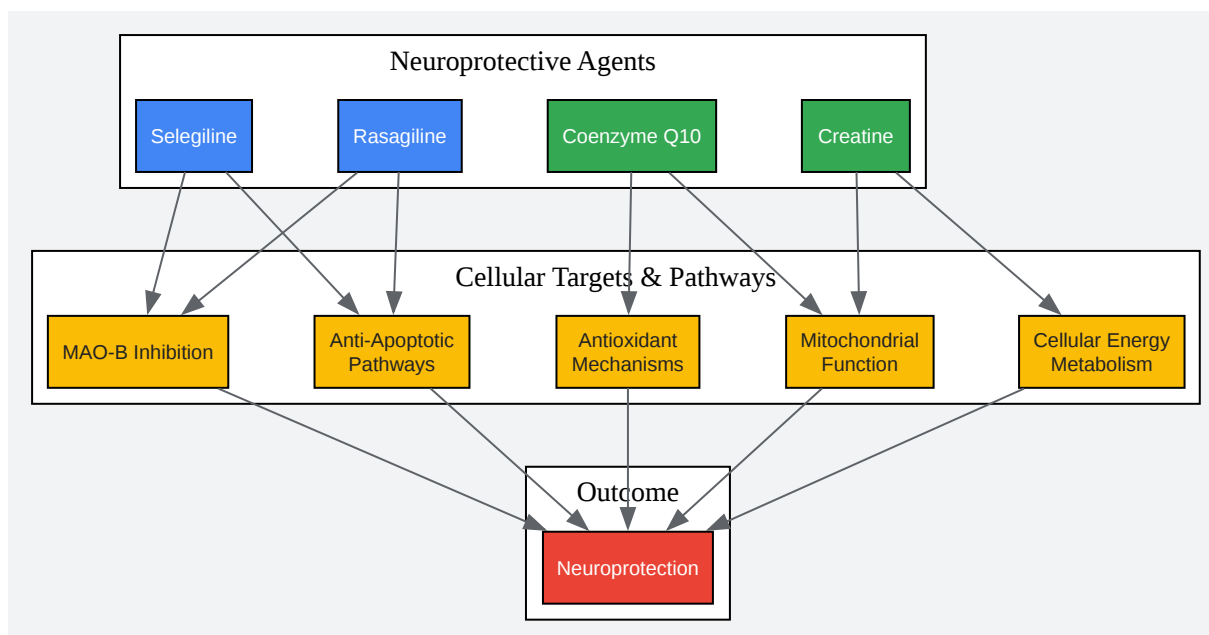 Neuroprotective Agents
Selegiline
Rasagiline
Coenzyme Q10
Creatine
Cellular Targets & Pathways
MAO-B Inhibition
Anti-Apoptotic
Pathways
Antioxidant
Mechanisms
Mitochondrial
Function
Cellular Energy
Metabolism
Outcome
Neuroprotection